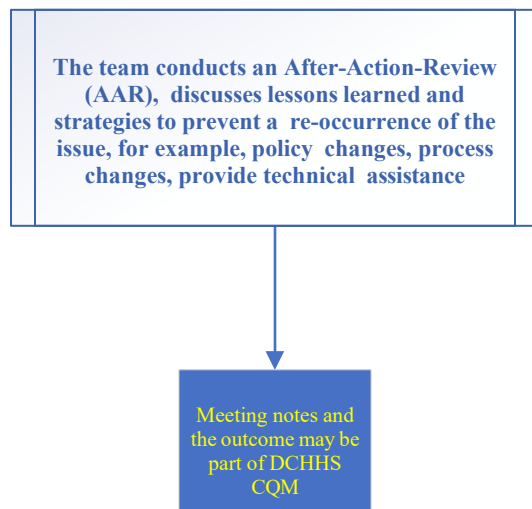 The team conducts an After-Action-Review
(AAR), discusses lessons learned and
strategies to prevent a re-occurrence of the
issue, for example, policy changes, process
changes, provide technical assistance
Meeting notes and
the outcome may be
part of DCHHS
CQM